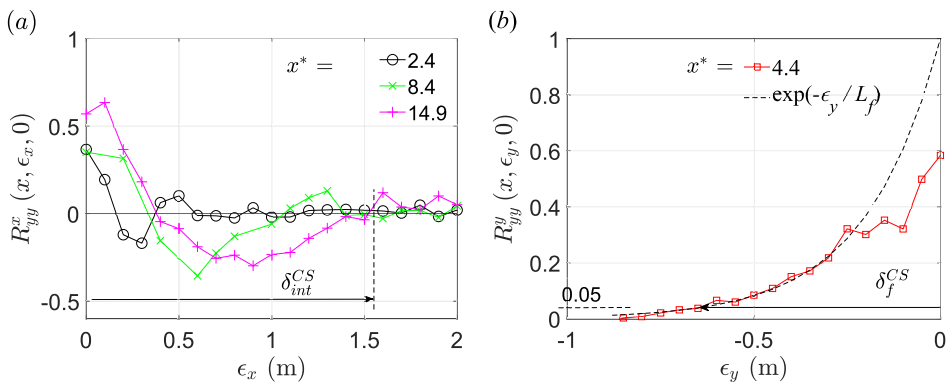 (a)
1
0.5
0
-0.5
R^x_yy (x, ϵ_x, 0)
x* =
2.4
8.4
14.9
δ^CS_int
0 0.5 1 1.5 2
ϵ_x (m)
(b)
1
0.8
0.6
0.4
0.2
0
R^y_yy (x, ϵ_y, 0)
x* =
4.4
exp(-ϵ_y/L_f)
0.05
δ^CS_f
-1 -0.5 0
ϵ_y (m)